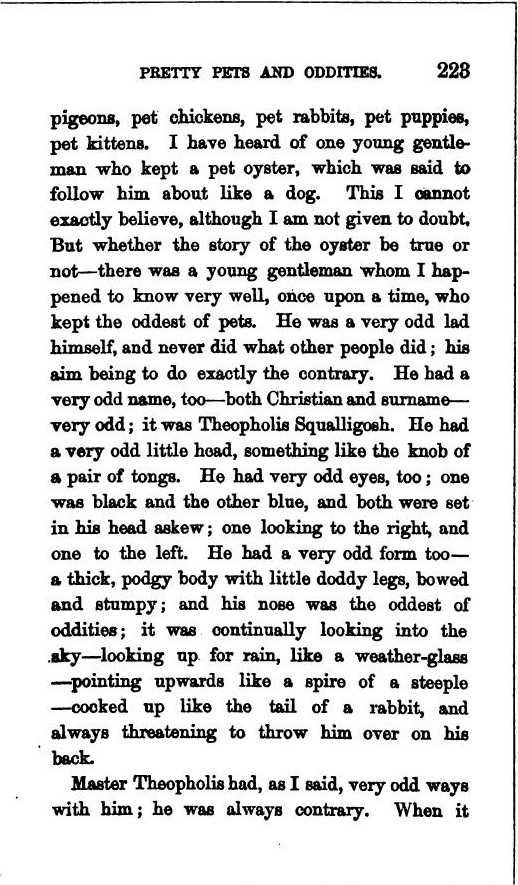 PRETTY PETS AND ODDITIES. 223
pigeons, pet chickens, pet rabbits, pet puppies,
pet kittens. I have heard of one young gentle-
man who kept a pet oyster, which was said to
follow him about like a dog. This I cannot
exactly believe, although I am not given to doubt.
But whether the story of the oyster be true or
not—there was a young gentleman whom I hap-
pened to know very well, once upon a time, who
kept the oddest of pets. He was a very odd lad
himself, and never did what other people did; his
aim being to do exactly the contrary. He had a
very odd name, too—both Christian and surname—
very odd; it was Theopholis Squalligosh. He had
a very odd little head, something like the knob of
a pair of tongs. He had very odd eyes, too; one
was black and the other blue, and both were set
in his head askew; one looking to the right, and
one to the left. He had a very odd form too—
a thick, podgy body with little doddy legs, bowed
and stumpy; and his nose was the oddest of
oddities; it was continually looking into the
sky—looking up for rain, like a weather-glass
—pointing upwards like a spire of a steeple
—cocked up like the tail of a rabbit, and
always threatening to throw him over on his
back.
Master Theopholis had, as I said, very odd ways
with him; he was always contrary. When it